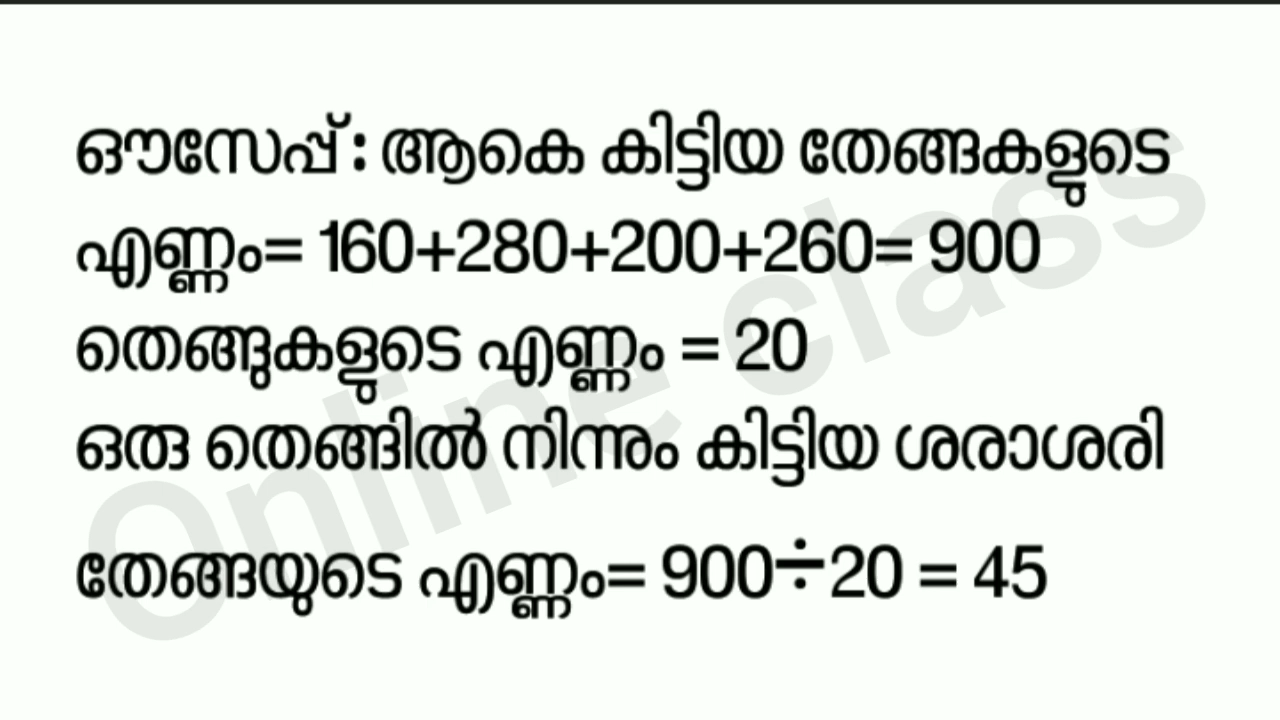 ഔസേപ്പ് : ആകെ കിട്ടിയ തേങ്ങകളുടെ
എണ്ണം= 160+280+200+260= 900
തെങ്ങുകളുടെ എണ്ണം = 20
ഒരു തെങ്ങിൽ നിന്നും കിട്ടിയ ശരാശരി
തേങ്ങയുടെ എണ്ണം= 900÷20 = 45
Online class